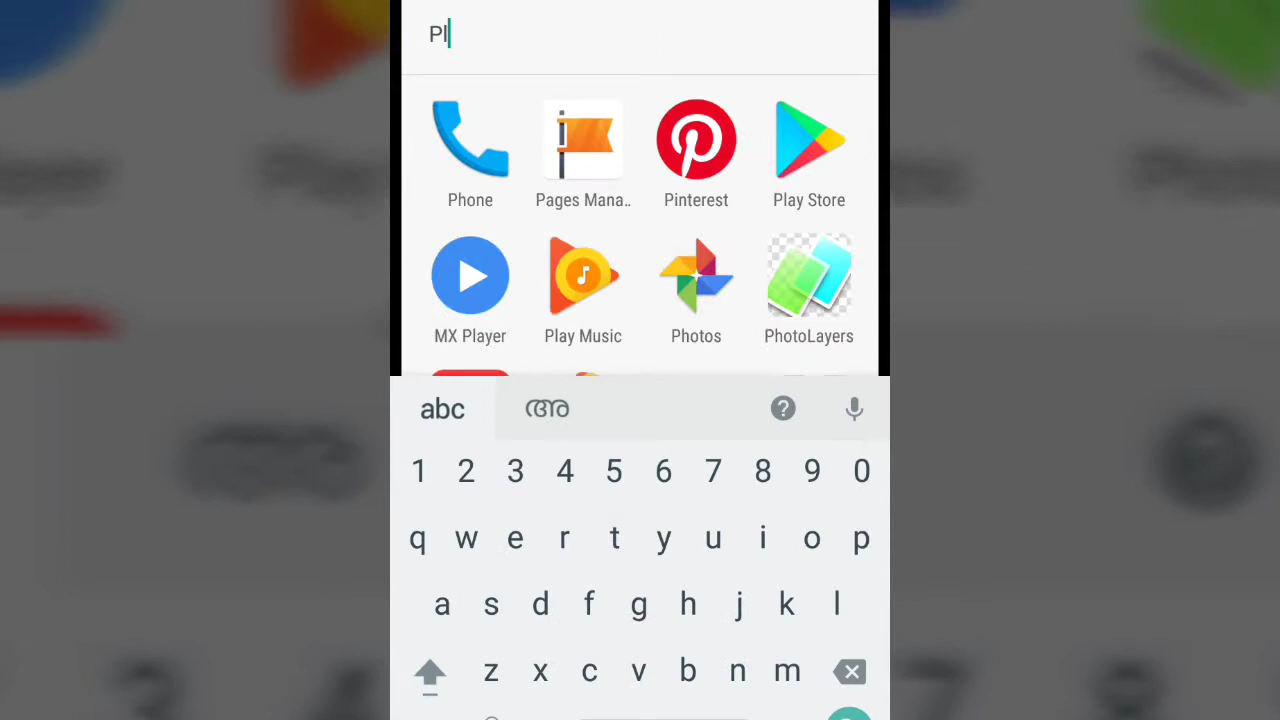 Pl
Phone Pages Mana.. Pinterest Play Store
MX Player Play Music Photos PhotoLayers
abc അ
1 2 3 4 5 6 7 8 9 0
q w e r t y u i o p
a s d f g h j k l
z x c v b n m